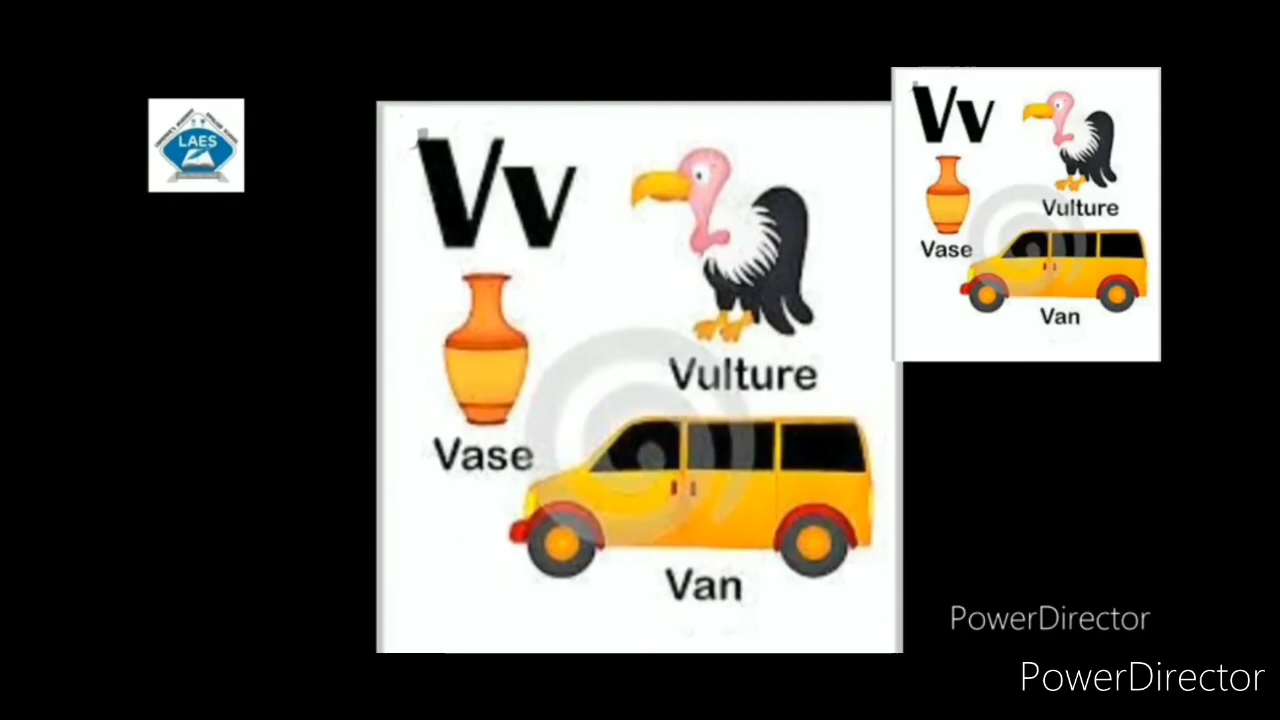 LAES
Vv
Vulture
Vase
Van
Vv
Vulture
Vase
Van
PowerDirector
PowerDirector